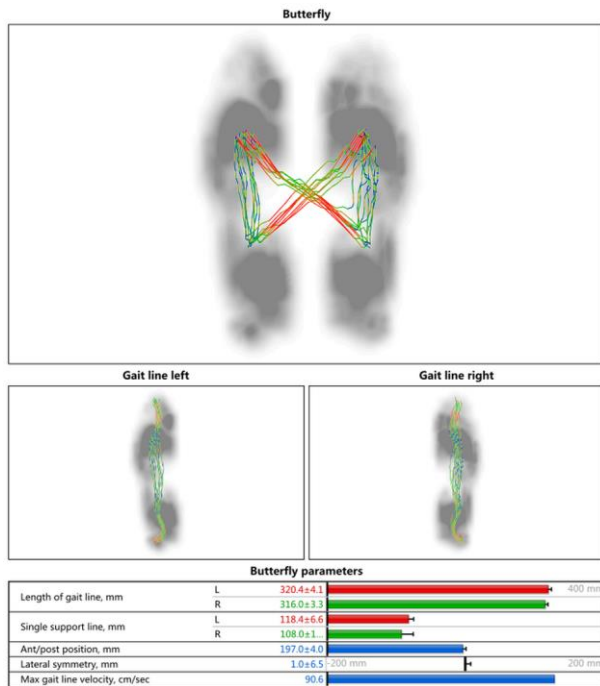 Butterfly
Gait line left
Gait line right
Butterfly parameters
Length of gait line, mm
L
320.4±4.1
400 mm
R
316.0±3.3
Single support line, mm
L
118.4±6.6
R
108.0±1...
Ant/post position, mm
197.0±4.0
Lateral symmetry, mm
1.0±6.5
-200 mm
200 mm
Max gait line velocity, cm/sec
90.6